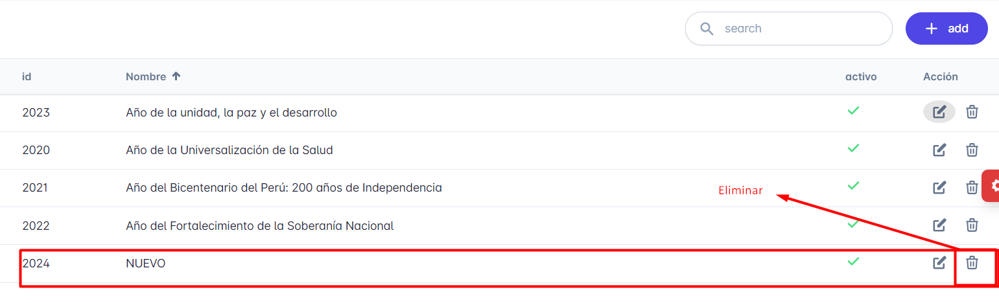 search
add
id Nombre activo Acción
2023 Año de la unidad, la paz y el desarrollo
2020 Año de la Universalización de la Salud
2021 Año del Bicentenario del Perú: 200 años de Independencia
Eliminar
2022 Año del Fortalecimiento de la Soberanía Nacional
2024 NUEVO